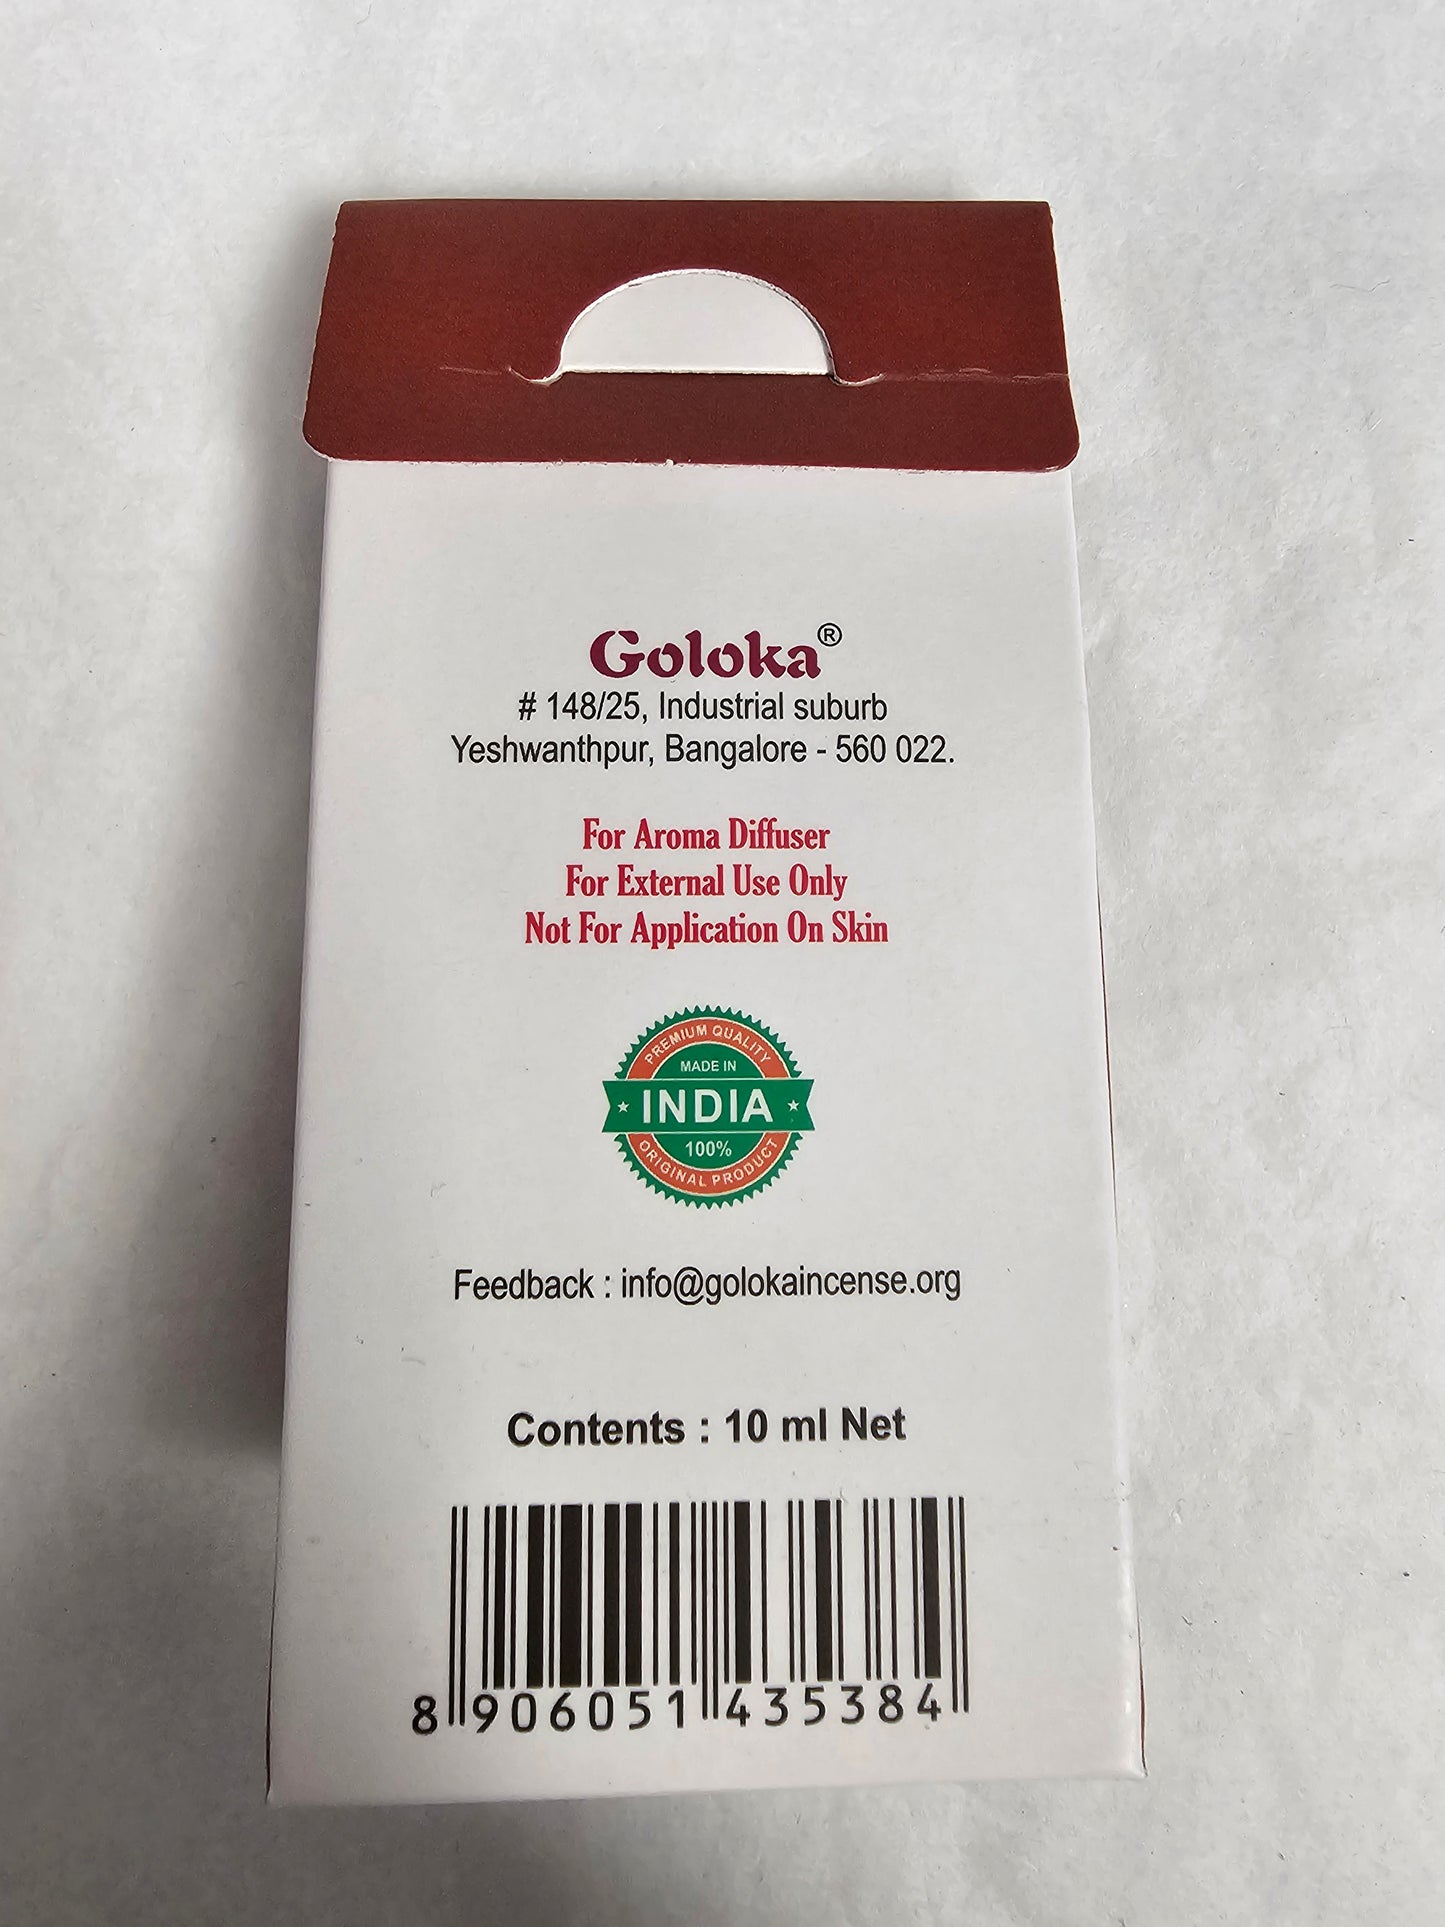 Goloka®
# 148/25, Industrial suburb
Yeshwanthpur, Bangalore - 560 022.
For Aroma Diffuser
For External Use Only
Not For Application On Skin
PREMIUM QUALITY
MADE IN
INDIA
100%
ORIGINAL PRODUCT
Feedback : info@golokaincense.org
Contents : 10 ml Net
8 906051 435384